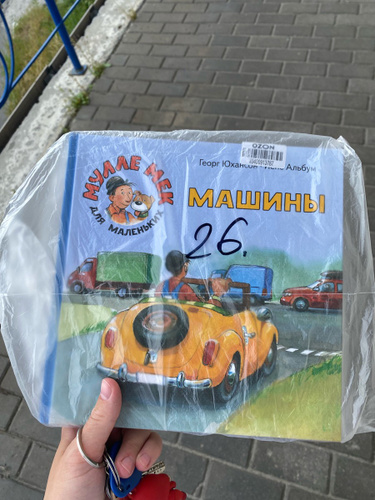 OZON
Георг Юхансон
Альбум
МУЛЛЕ МЕК
ДЛЯ МАЛЕНЬКИХ
МАШИНЫ
26.